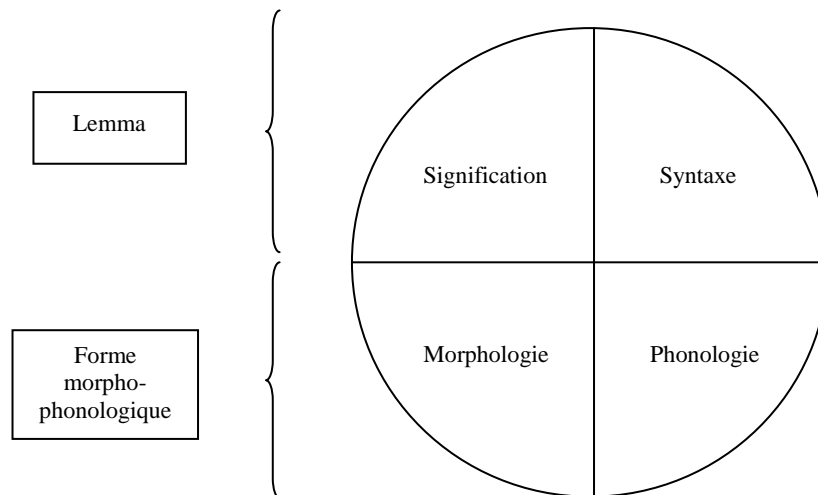 Lemma
Signification
Syntaxe
Forme
morpho-
phonologique
Morphologie
Phonologie